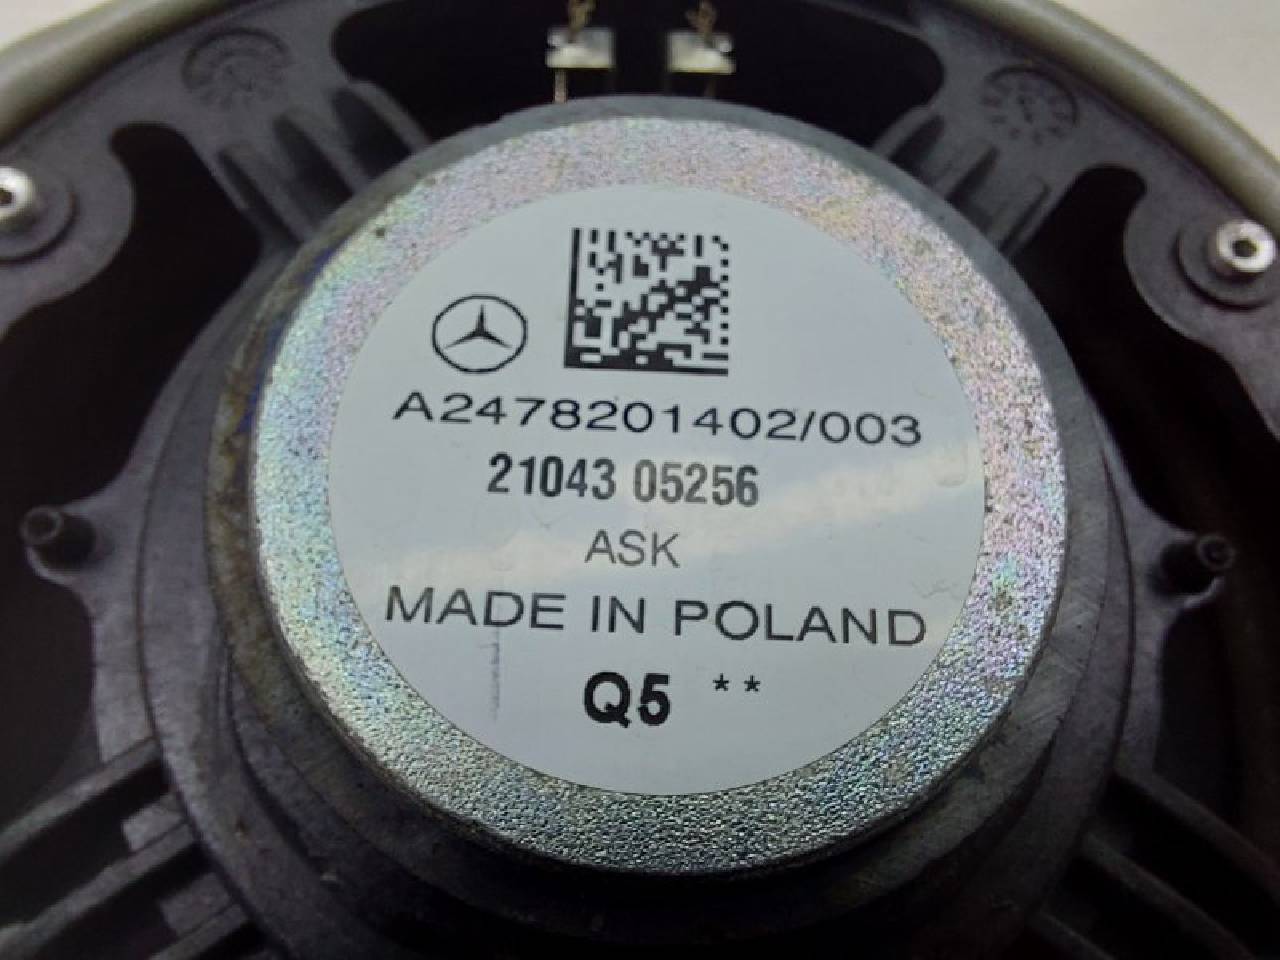 A2478201402/003
21043 05256
ASK
MADE IN POLAND
Q5 **